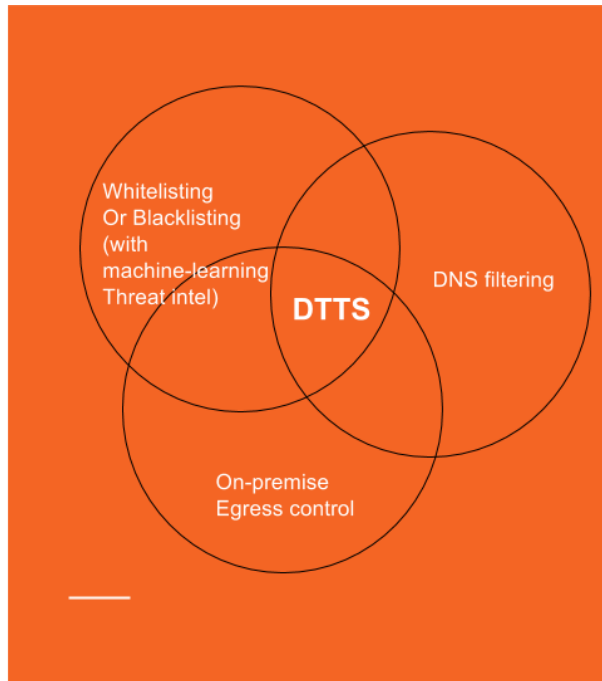 Whitelisting
Or Blacklisting
(with
machine-learning
Threat intel)
DNS filtering
DTTS
On-premise
Egress control